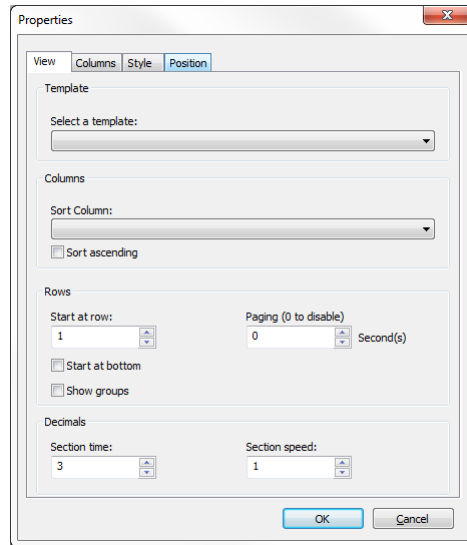 Properties
View Columns Style Position
Template
Select a template:
Columns
Sort Column:
Sort ascending
Rows
Start at row: Paging (0 to disable)
1 0 Second(s)
Start at bottom
Show groups
Decimals
Section time: Section speed:
3 1
OK Cancel